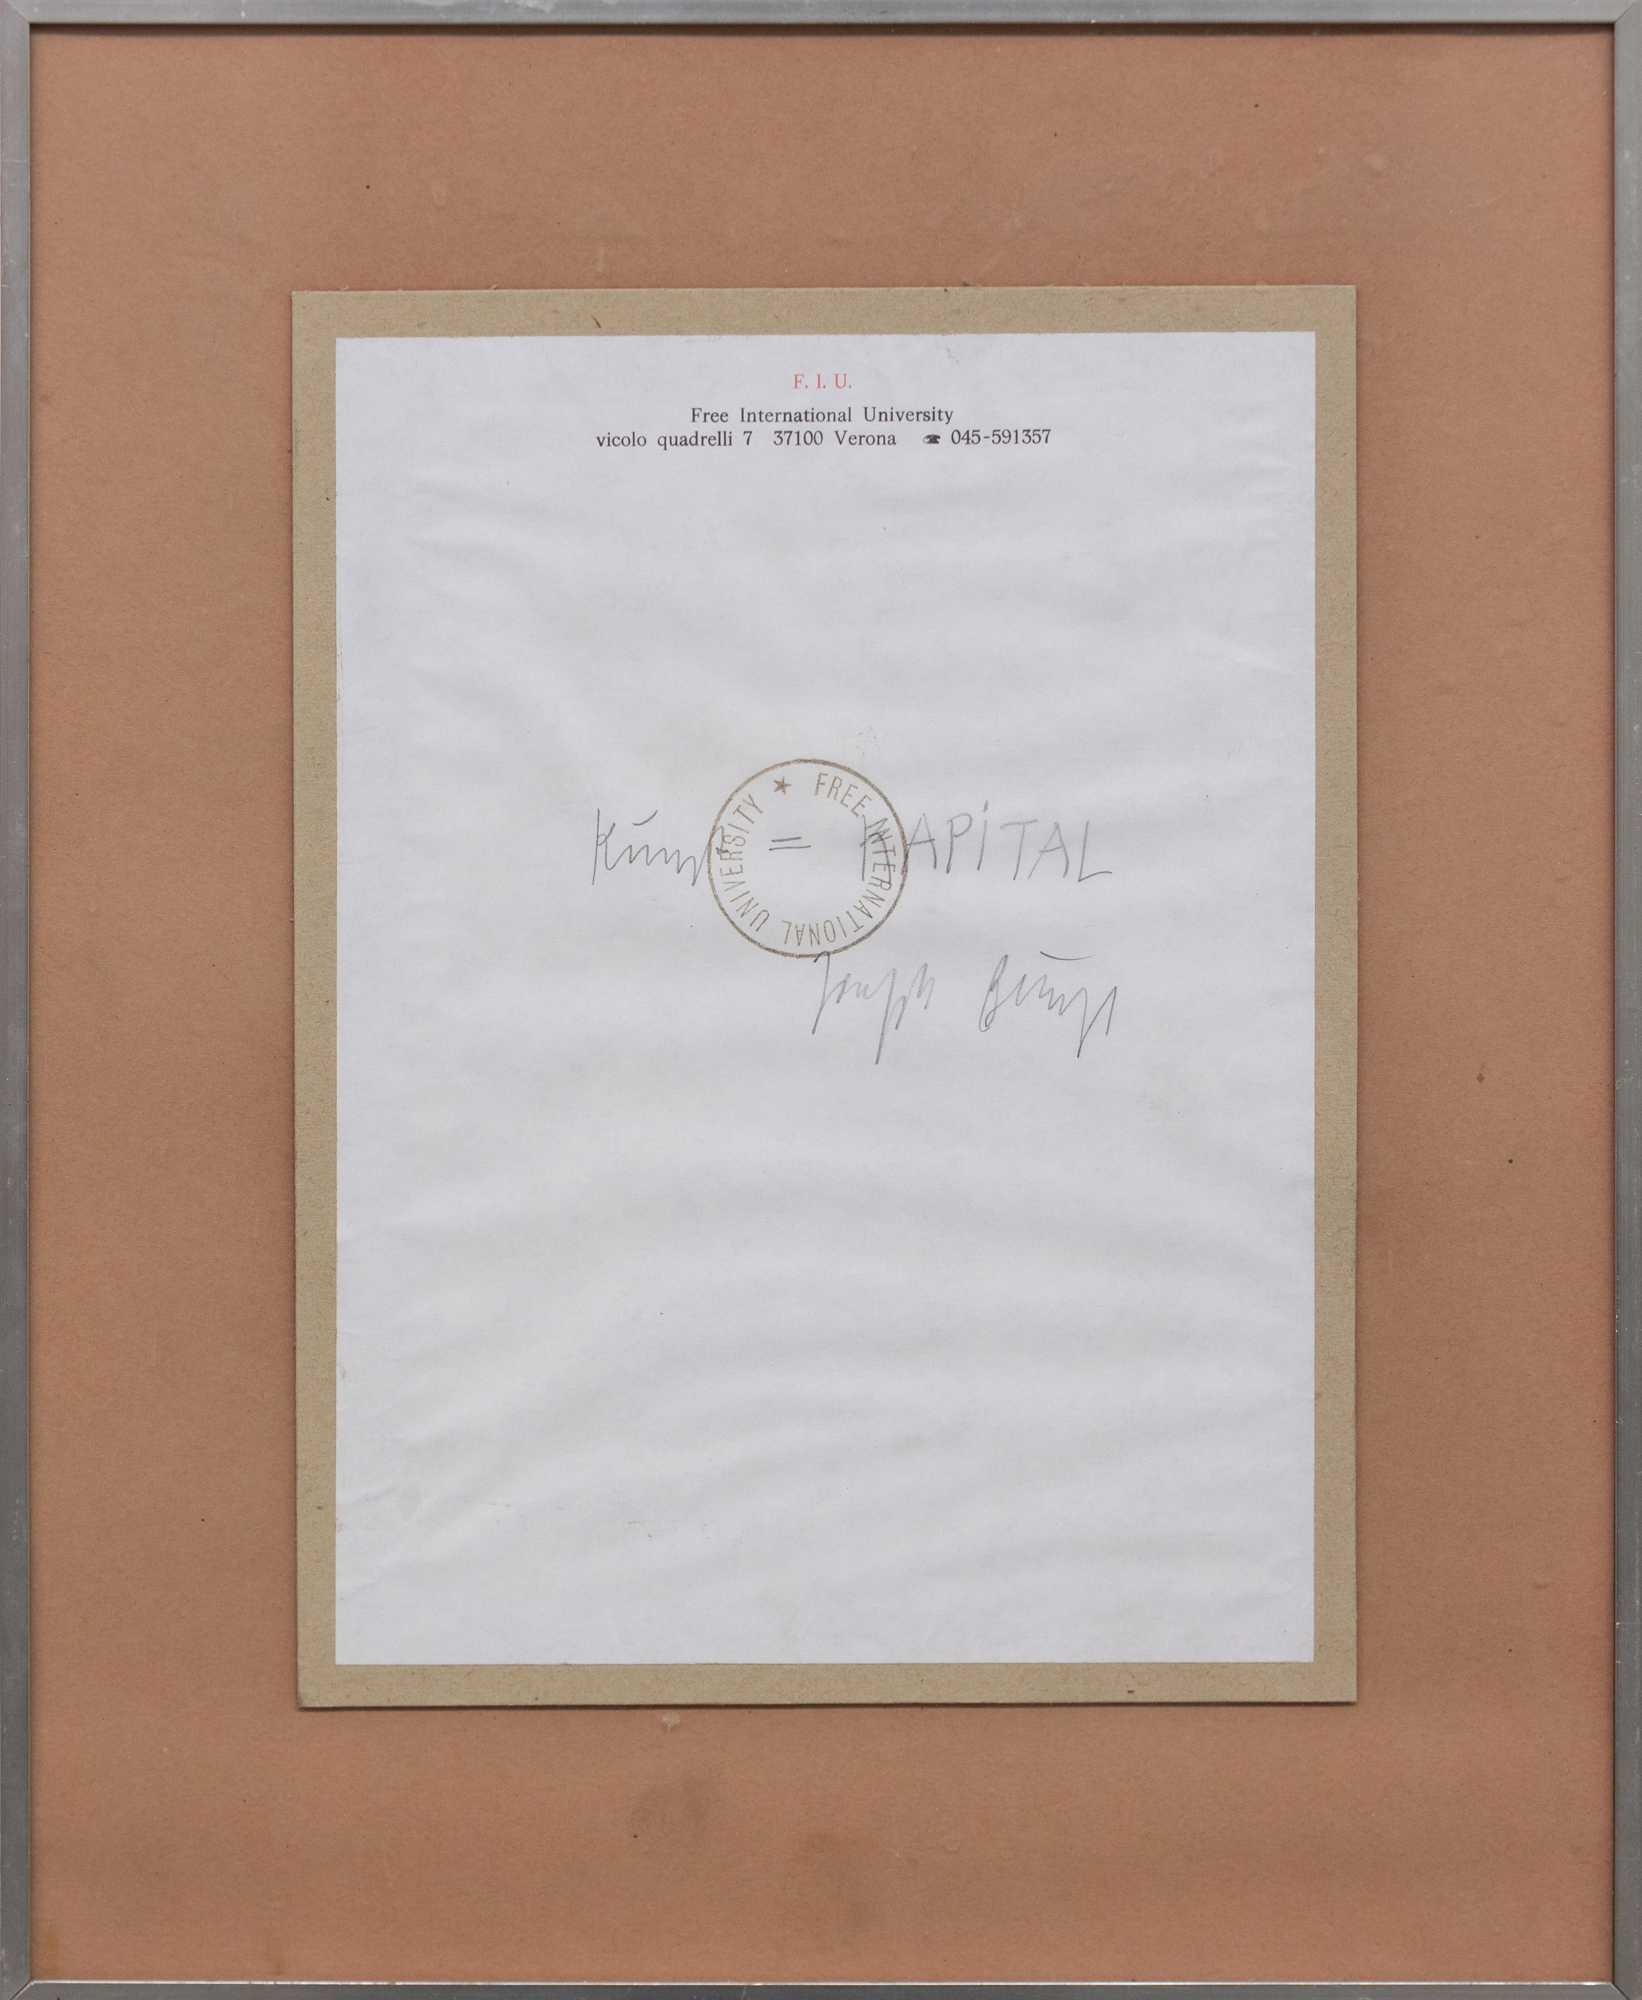 F. I. U.
Free International University
vicolo quadrelli 7 37100 Verona ☎ 045-591357
★ FREE INTERNATIONAL UNIVERSITY
Kunst = KAPITAL
Joseph Beuys